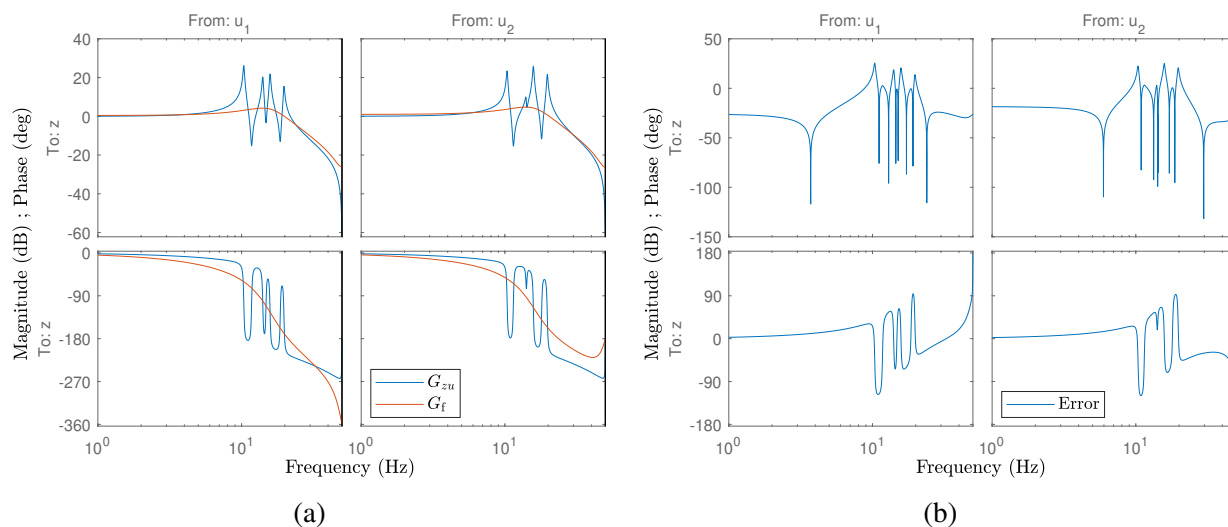 From: u1
From: u2
Magnitude (dB) ; Phase (deg)
To: z
40
20
0
-20
-40
-60
To: z
0
-90
-180
-270
-360
Gzu
Gf
10^0
10^1
10^0
10^1
Frequency (Hz)
(a)
From: u1
From: u2
Magnitude (dB) ; Phase (deg)
To: z
50
0
-50
-100
-150
To: z
180
90
0
-90
-180
Error
10^0
10^1
10^0
10^1
Frequency (Hz)
(b)